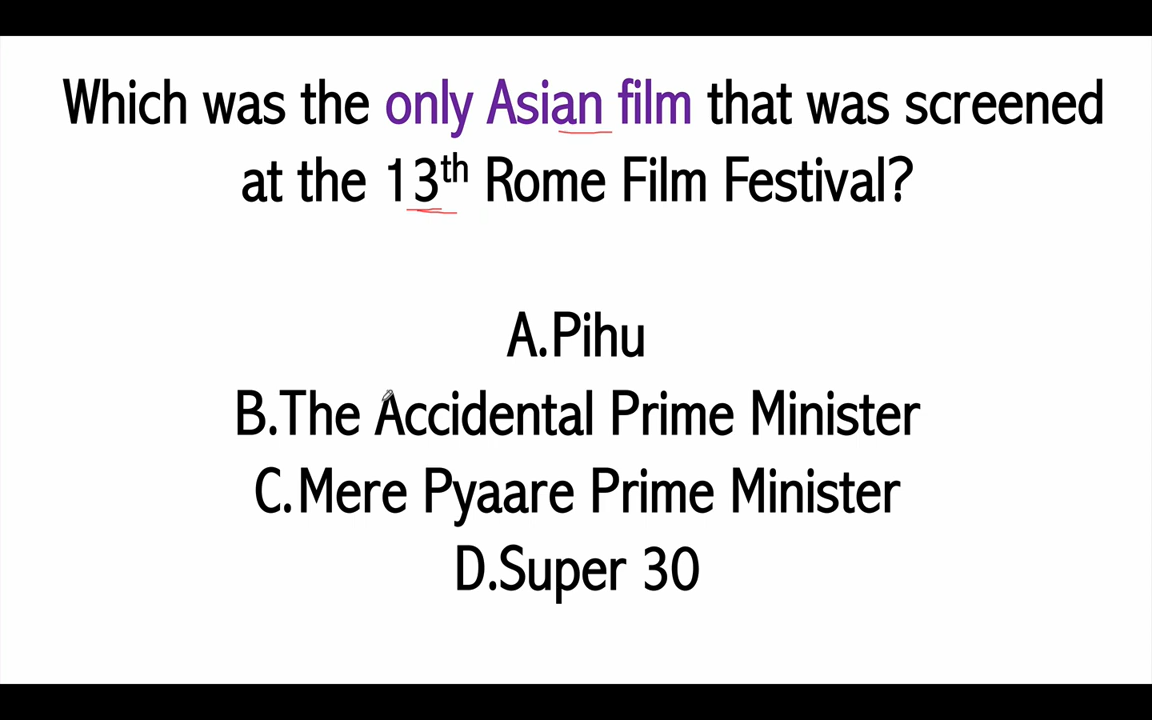 Which was the only Asian film that was screened
at the 13th Rome Film Festival?
A.Pihu
B.The Accidental Prime Minister
C.Mere Pyaare Prime Minister
D.Super 30